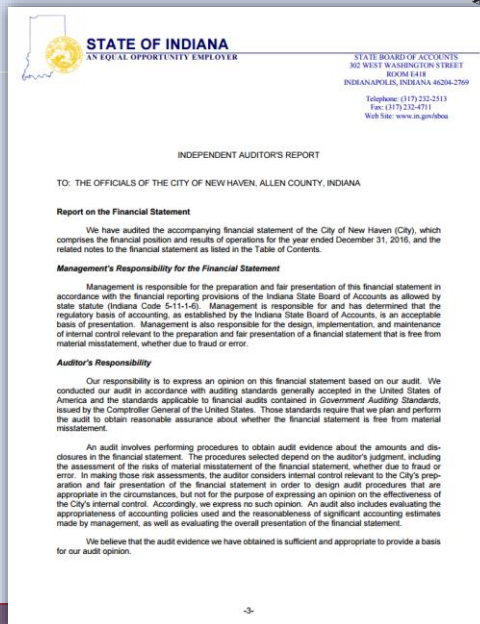 STATE OF INDIANA
AN EQUAL OPPORTUNITY EMPLOYER
STATE BOARD OF ACCOUNTS
302 WEST WASHINGTON STREET
ROOM E418
INDIANAPOLIS, INDIANA 46204-2769
Telephone: (317) 232-2513
Fax: (317) 232-4711
Web Site: www.in.gov/sboa
INDEPENDENT AUDITOR'S REPORT
TO: THE OFFICIALS OF THE CITY OF NEW HAVEN, ALLEN COUNTY, INDIANA
Report on the Financial Statement
We have audited the accompanying financial statement of the City of New Haven (City), which
comprises the financial position and results of operations for the year ended December 31, 2016, and the
related notes to the financial statement as listed in the Table of Contents.
Management's Responsibility for the Financial Statement
Management is responsible for the preparation and fair presentation of this financial statement in
accordance with the financial reporting provisions of the Indiana State Board of Accounts as allowed by
state statute (Indiana Code 5-11-1-6). Management is responsible for and has determined that the
regulatory basis of accounting, as established by the Indiana State Board of Accounts, is an acceptable
basis of presentation. Management is also responsible for the design, implementation, and maintenance
of internal control relevant to the preparation and fair presentation of a financial statement that is free from
material misstatement, whether due to fraud or error.
Auditor's Responsibility
Our responsibility is to express an opinion on this financial statement based on our audit. We
conducted our audit in accordance with auditing standards generally accepted in the United States of
America and the standards applicable to financial audits contained in Government Auditing Standards,
issued by the Comptroller General of the United States. Those standards require that we plan and perform
the audit to obtain reasonable assurance about whether the financial statement is free from material
misstatement.
An audit involves performing procedures to obtain audit evidence about the amounts and dis-
closures in the financial statement. The procedures selected depend on the auditor's judgment, including
the assessment of the risks of material misstatement of the financial statement, whether due to fraud or
error. In making those risk assessments, the auditor considers internal control relevant to the City's prep-
aration and fair presentation of the financial statement in order to design audit procedures that are
appropriate in the circumstances, but not for the purpose of expressing an opinion on the effectiveness of
the City's internal control. Accordingly, we express no such opinion. An audit also includes evaluating the
appropriateness of accounting policies used and the reasonableness of significant accounting estimates
made by management, as well as evaluating the overall presentation of the financial statement.
We believe that the audit evidence we have obtained is sufficient and appropriate to provide a basis
for our audit opinion.
-3-